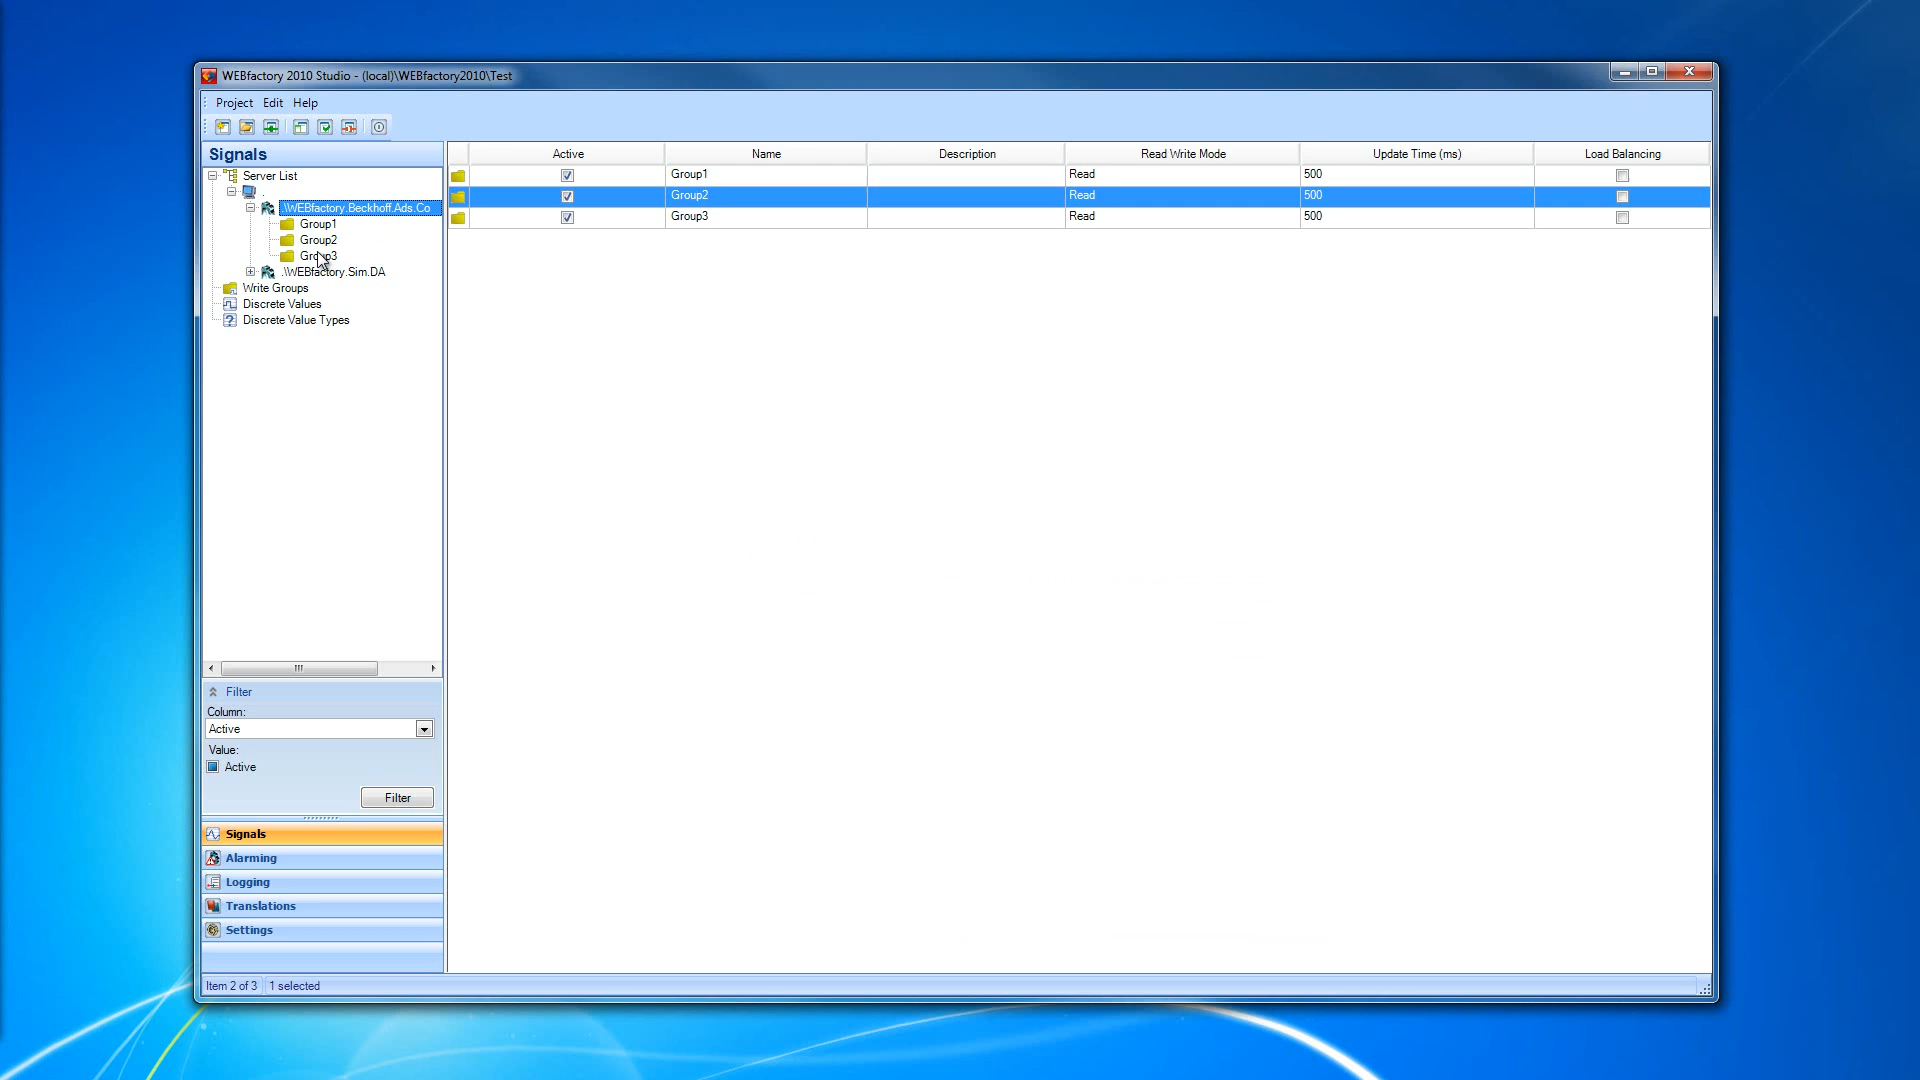 WEBfactory 2010 Studio - (local)\WEBfactory2010\Test
Project Edit Help
Signals
Server List
.
.\WEBfactory.Beckhoff.Ads.Co
Group1
Group2
Group3
.\WEBfactory.Sim.DA
Write Groups
Discrete Values
Discrete Value Types
Active Name Description Read Write Mode Update Time (ms) Load Balancing
Group1 Read 500
Group2 Read 500
Group3 Read 500
Filter
Column:
Active
Value:
Active
Filter
Signals
Alarming
Logging
Translations
Settings
Item 2 of 3 1 selected